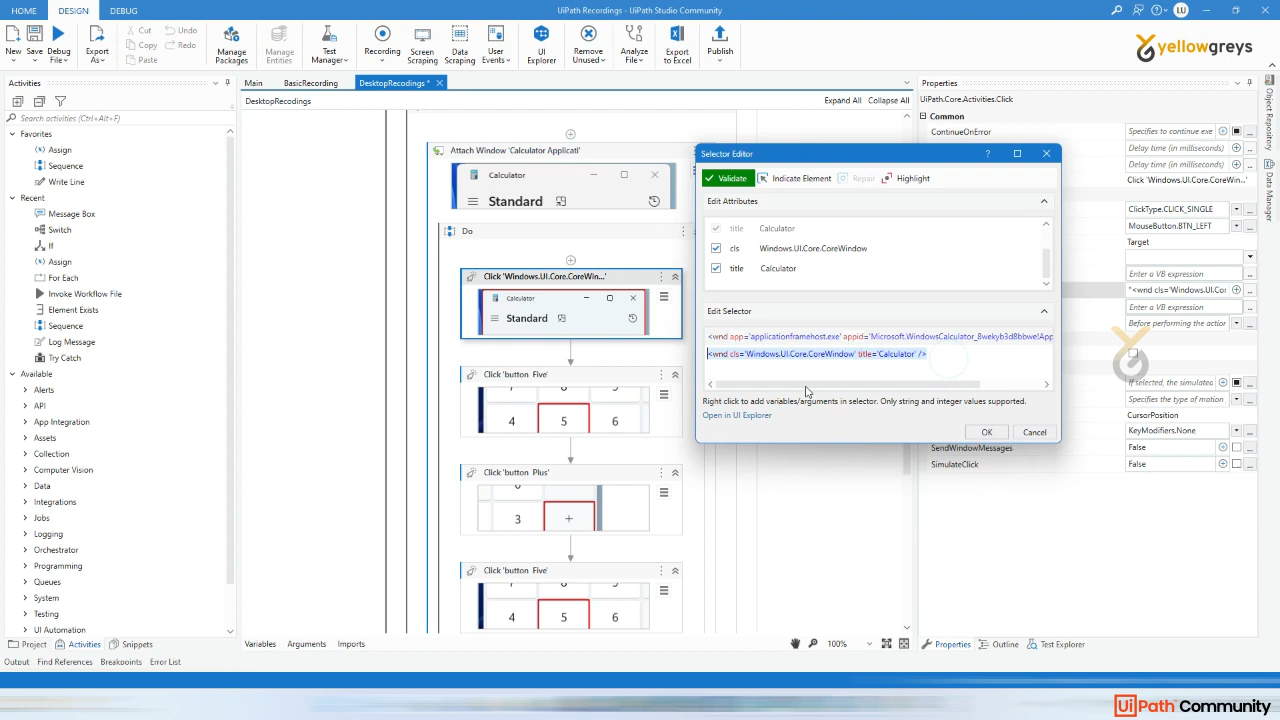 HOME DESIGN DEBUG
UiPath Recordings - UiPath Studio Community
LU
New Save Debug File Export As
Cut Copy Paste Undo Redo
Manage Packages Manage Entities Test Manager Recording Screen Scraping Data Scraping User Events UI Explorer Remove Unused Analyze File Export to Excel Publish
yellowgreys
Activities
Main BasicRecording DesktopRecodings *
Properties
DesktopRecodings
Expand All Collapse All
UiPath.Core.Activities.Click
Search activities (Ctrl+Alt+F)
Favorites
Assign
Sequence
Write Line
Recent
Message Box
Switch
If
Assign
For Each
Invoke Workflow File
Element Exists
Sequence
Log Message
Try Catch
Available
Alerts
API
App Integration
Assets
Collection
Computer Vision
Data
Integrations
Jobs
Logging
Orchestrator
Programming
Queues
System
Testing
UI Automation
Attach Window 'Calculator Applicati'
Calculator
Standard
Do
Click 'Windows.UI.Core.CoreWin...'
Calculator
Standard
Click 'button Five'
4 5 6
Click 'button Plus'
3 +
Click 'button Five'
4 5 6
Selector Editor
Validate Indicate Element Repair Highlight
Edit Attributes
title Calculator
cls Windows.UI.Core.CoreWindow
title Calculator
Edit Selector
<wnd app='applicationframehost.exe' appid='Microsoft.WindowsCalculator_8wekyb3d8bbwe!App
<wnd cls='Windows.UI.Core.CoreWindow' title='Calculator' />
Right click to add variables/arguments in selector. Only string and integer values supported.
Open in UI Explorer
OK Cancel
Common
ContinueOnError Specifies to continue exe
Delay time (in milliseconds)
Delay time (in milliseconds)
Click 'Windows.UI.Core.CoreWin...'
ClickType.CLICK_SINGLE
MouseButton.BTN_LEFT
Target
Enter a VB expression
"<wnd cls='Windows.UI.Cor
Enter a VB expression
Before performing the action
If selected, the simulated
Specifies the type of motion
CursorPosition
KeyModifiers.None
SendWindowMessages False
SimulateClick False
Object Repository
Data Manager
Variables Arguments Imports
100%
Project Activities Snippets
Properties Outline Test Explorer
Output Find References Breakpoints Error List
UiPath Community